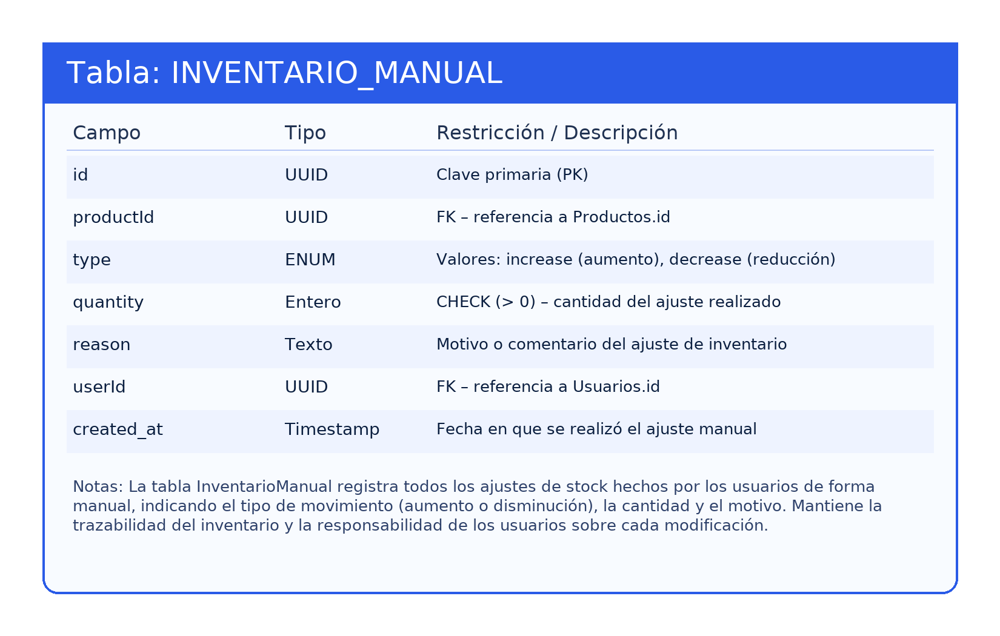 Tabla: INVENTARIO_MANUAL
Campo Tipo Restricción / Descripción
id UUID Clave primaria (PK)
productId UUID FK – referencia a Productos.id
type ENUM Valores: increase (aumento), decrease (reducción)
quantity Entero CHECK (> 0) – cantidad del ajuste realizado
reason Texto Motivo o comentario del ajuste de inventario
userId UUID FK – referencia a Usuarios.id
created_at Timestamp Fecha en que se realizó el ajuste manual
Notas: La tabla InventarioManual registra todos los ajustes de stock hechos por los usuarios de forma
manual, indicando el tipo de movimiento (aumento o disminución), la cantidad y el motivo. Mantiene la
trazabilidad del inventario y la responsabilidad de los usuarios sobre cada modificación.